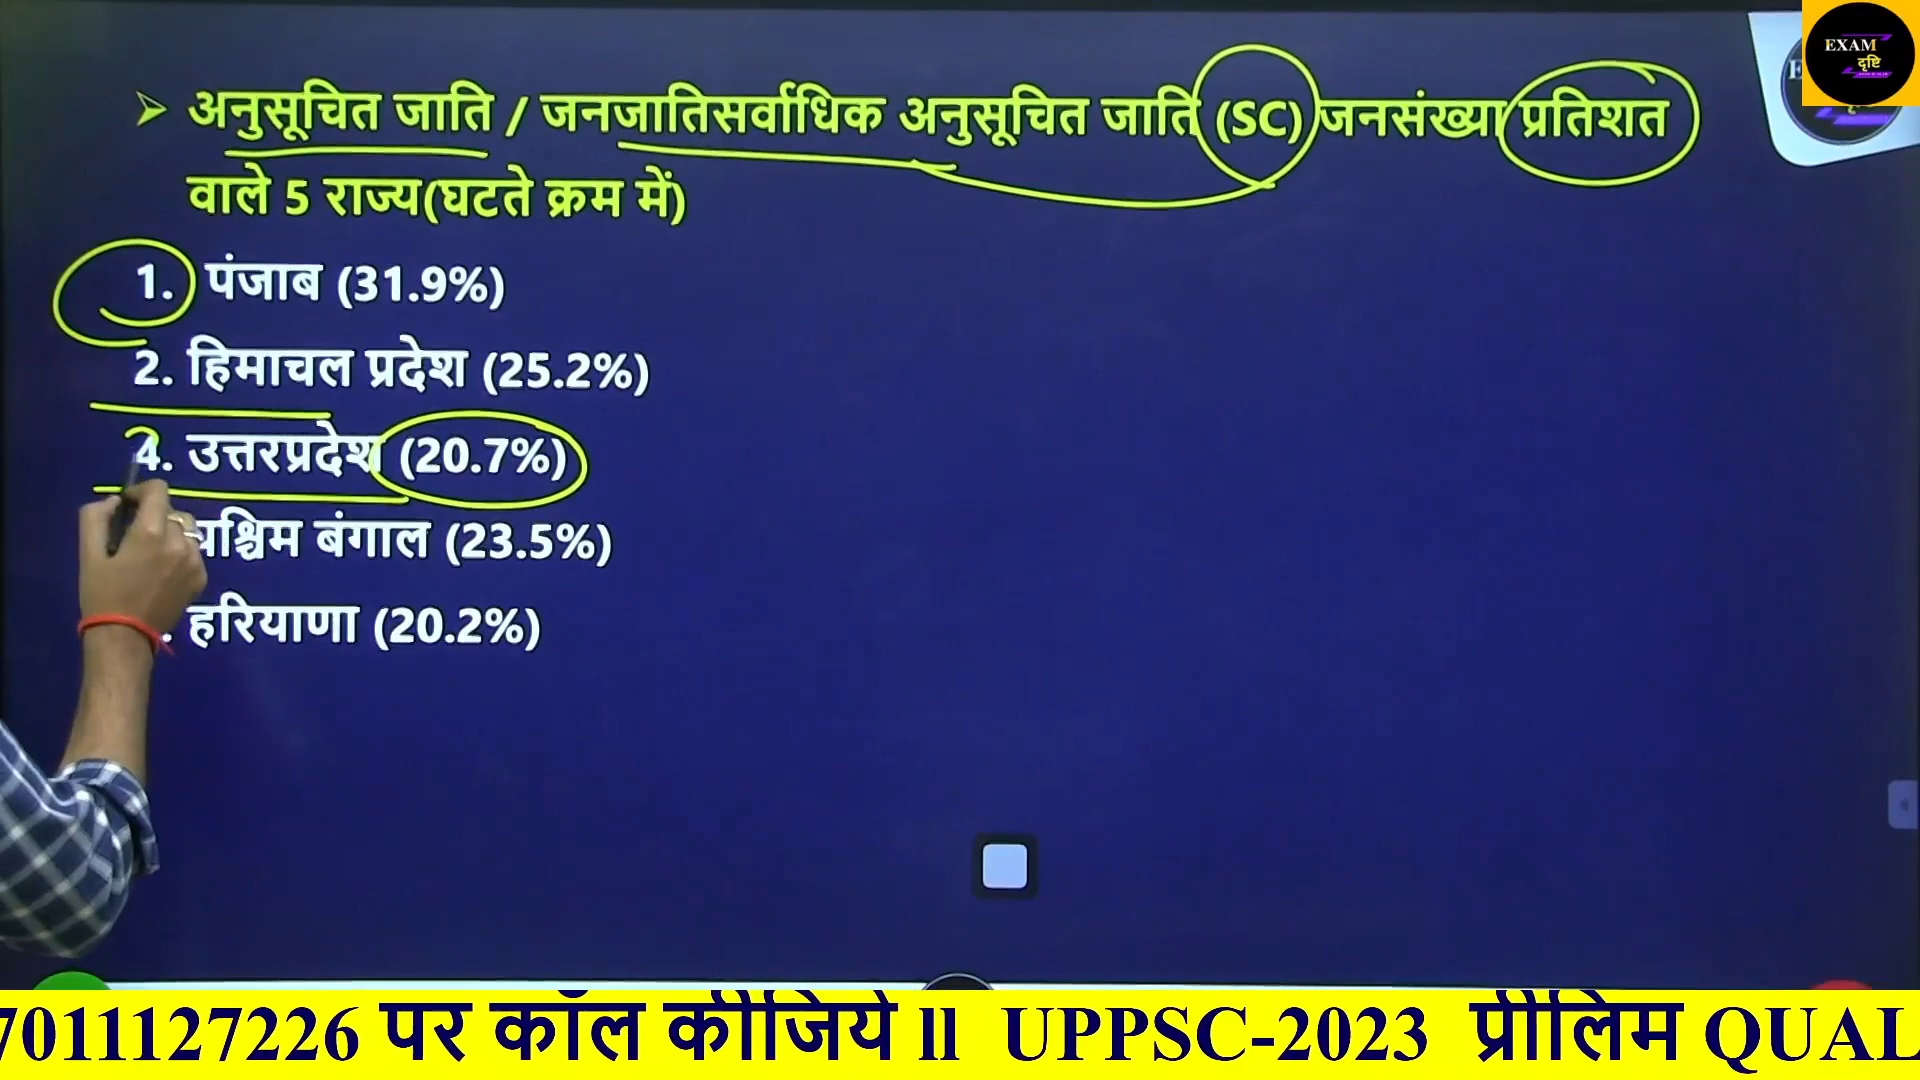 EXAM
दृष्टि
➢ अनुसूचित जाति / जनजातिसर्वाधिक अनुसूचित जाति (SC) जनसंख्या प्रतिशत
वाले 5 राज्य(घटते क्रम में)
1. पंजाब (31.9%)
2. हिमाचल प्रदेश (25.2%)
4. उत्तरप्रदेश (20.7%)
पश्चिम बंगाल (23.5%)
. हरियाणा (20.2%)
7011127226 पर कॉल कीजिये ll UPPSC-2023 प्रीलिम QUAL